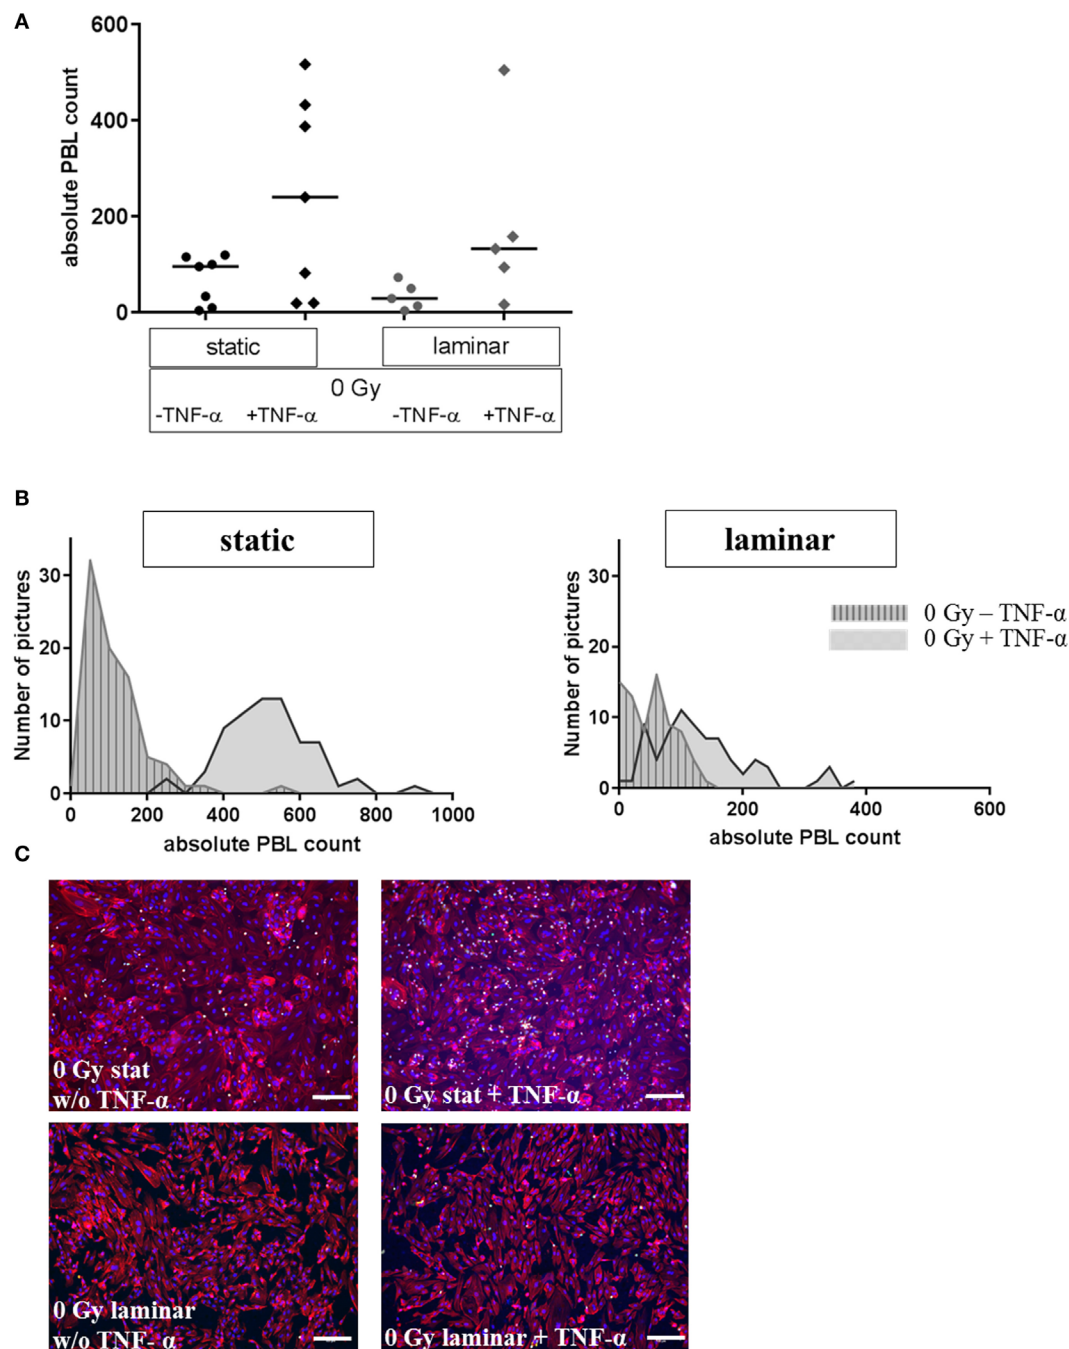 A
600
400
200
0
absolute PBL count
static
laminar
0 Gy
-TNF-α +TNF-α -TNF-α +TNF-α
B
static
30
20
10
0
Number of pictures
0 200 400 600 800 1000
absolute PBL count
laminar
30
20
10
0
Number of pictures
0 200 400 600
absolute PBL count
0 Gy – TNF-α
0 Gy + TNF-α
C
0 Gy stat
w/o TNF-α
0 Gy stat + TNF-α
0 Gy laminar
w/o TNF- α
0 Gy laminar + TNF-α